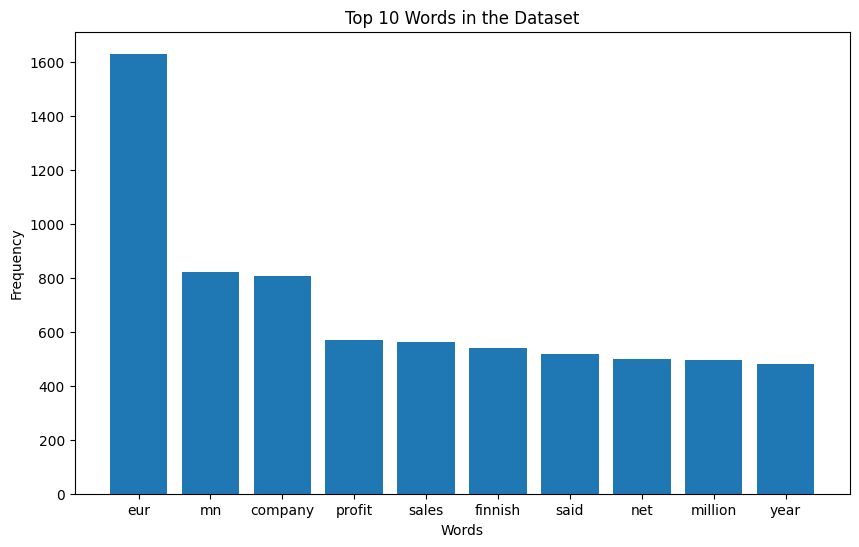 Top 10 Words in the Dataset
1600
1400
1200
1000
800
600
400
200
0
Frequency
eur mn company profit sales finnish said net million year
Words